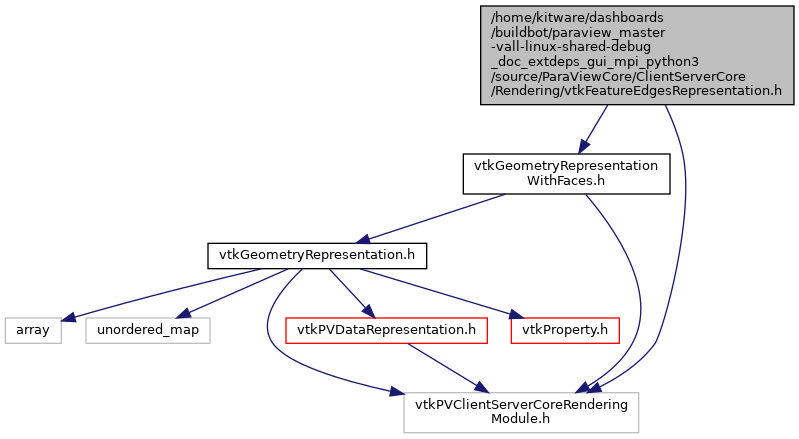 /home/kitware/dashboards
/buildbot/paraview_master
-vall-linux-shared-debug
_doc_extdeps_gui_mpi_python3
/source/ParaViewCore/ClientServerCore
/Rendering/vtkFeatureEdgesRepresentation.h
vtkGeometryRepresentation
WithFaces.h
vtkGeometryRepresentation.h
array
unordered_map
vtkPVDataRepresentation.h
vtkProperty.h
vtkPVClientServerCoreRendering
Module.h